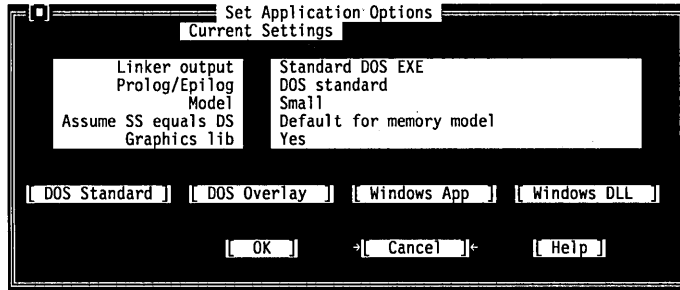 Set Application Options
Current Settings
Linker output Standard DOS EXE
Prolog/Epilog DOS standard
Model Small
Assume SS equals DS Default for memory model
Graphics lib Yes
[ DOS Standard ] [ DOS Overlay ] [ Windows App ] [ Windows DLL ]
[ OK ] →[ Cancel ]← [ Help ]